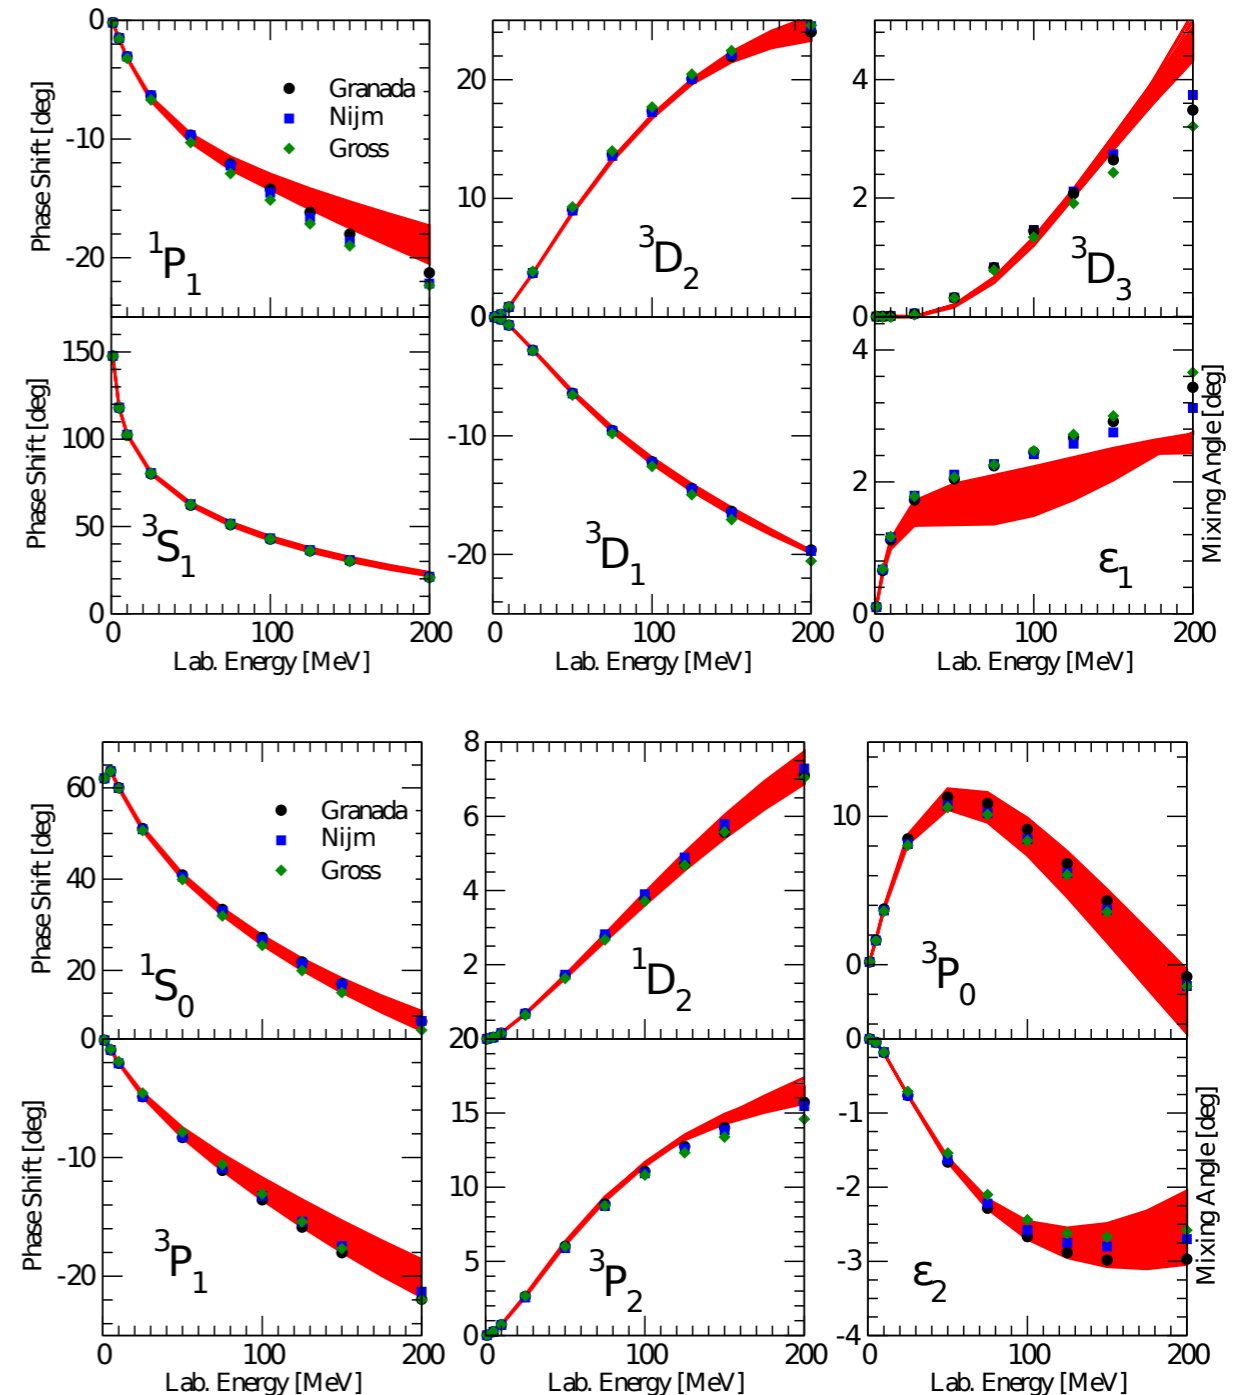 0
-10
-20
Phase Shift [deg]
Granada
Nijm
Gross
¹P₁
20
10
0
³D₂
4
2
0
³D₃
150
100
50
0
Phase Shift [deg]
³S₁
-10
-20
³D₁
4
2
0
Mixing Angle [deg]
ε₁
0 100 200
0 100 200
0 100 200
Lab. Energy [MeV]
Lab. Energy [MeV]
Lab. Energy [MeV]
60
40
20
0
Phase Shift [deg]
Granada
Nijm
Gross
¹S₀
8
6
4
2
0
¹D₂
10
0
³P₀
-10
-20
Phase Shift [deg]
³P₁
20
15
10
5
0
³P₂
0
-1
-2
-3
-4
Mixing Angle [deg]
ε₂
0 100 200
0 100 200
0 100 200
Lab. Energy [MeV]
Lab. Energy [MeV]
Lab. Energy [MeV]